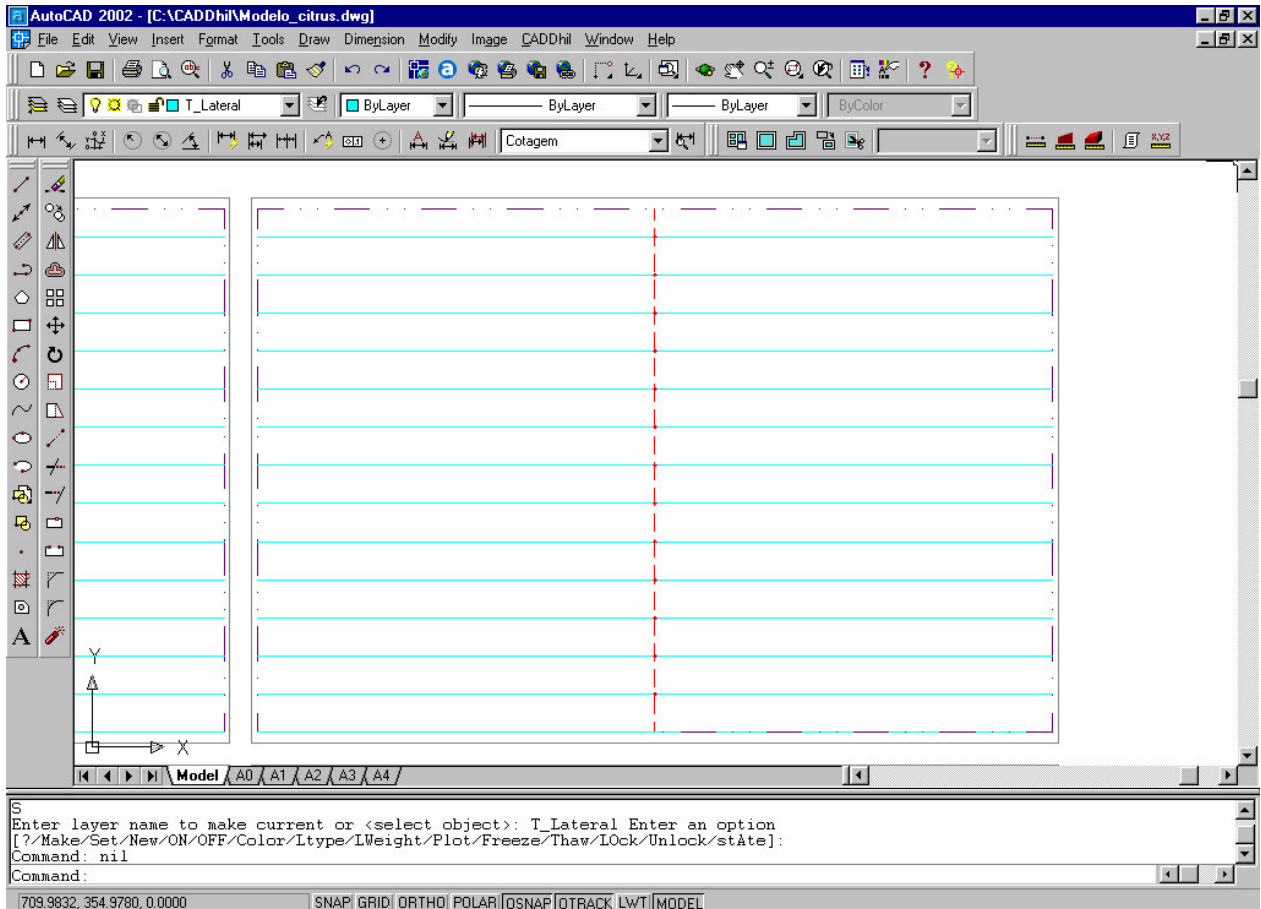 AutoCAD 2002 - [C:\CADDhil\Modelo_citrus.dwg]
File Edit View Insert Format Tools Draw Dimension Modify Image CADDhil Window Help
T_Lateral ByLayer ByLayer ByLayer ByColor
Cotagem
Y
X
Model A0 A1 A2 A3 A4
S
Enter layer name to make current or <select object>: T_Lateral Enter an option
[?/Make/Set/New/ON/OFF/Color/Ltype/LWeight/Plot/Freeze/Thaw/LOck/Unlock/stAte]:
Command: nil
Command:
709.9832, 354.9780, 0.0000 SNAP GRID ORTHO POLAR OSNAP OTRACK LWT MODEL